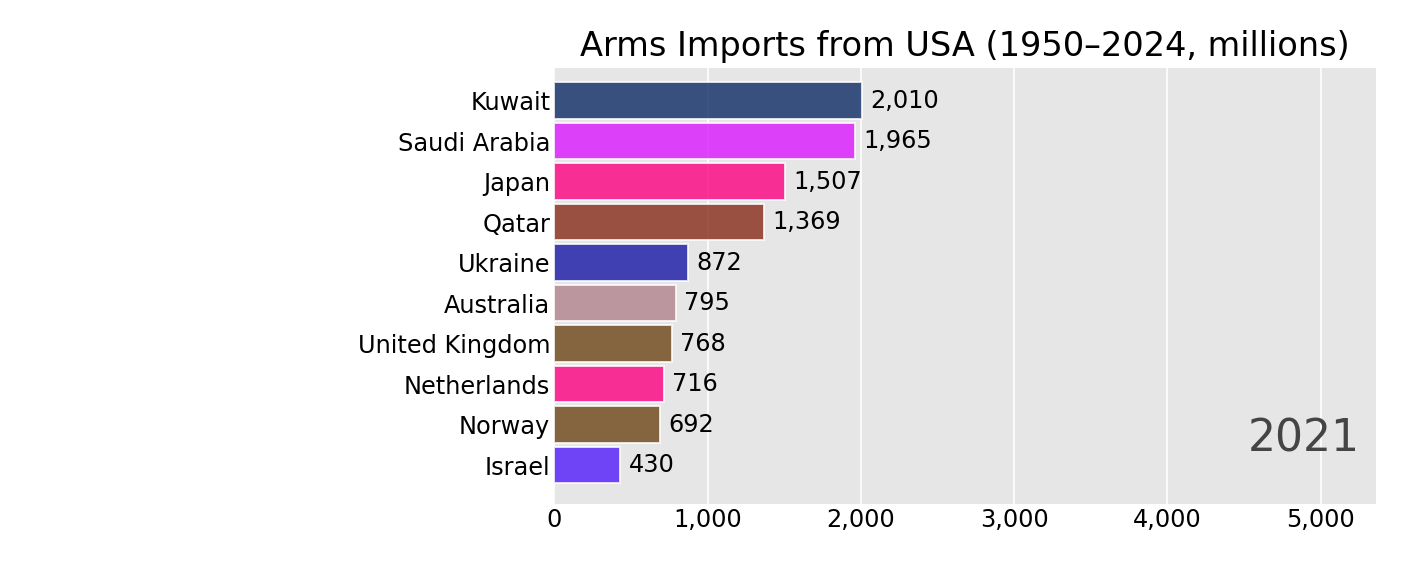 Arms Imports from USA (1950–2024, millions)
Kuwait 2,010
Saudi Arabia 1,965
Japan 1,507
Qatar 1,369
Ukraine 872
Australia 795
United Kingdom 768
Netherlands 716
Norway 692
2021
Israel 430
0 1,000 2,000 3,000 4,000 5,000